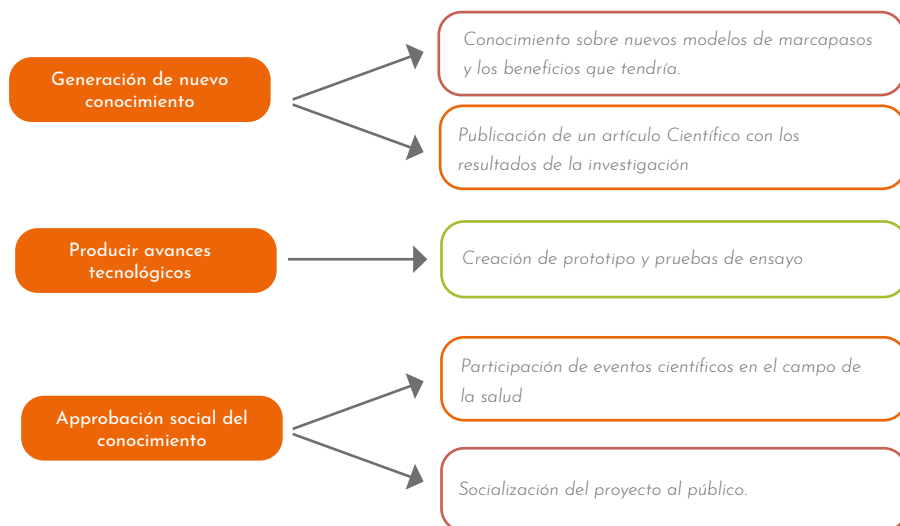 Generación de nuevo
conocimiento
Conocimiento sobre nuevos modelos de marcapasos
y los beneficios que tendría.
Publicación de un artículo Científico con los
resultados de la investigación
Producir avances
tecnológicos
Creación de prototipo y pruebas de ensayo
Approbación social del
conocimiento
Participación de eventos científicos en el campo de
la salud
Socialización del proyecto al público.